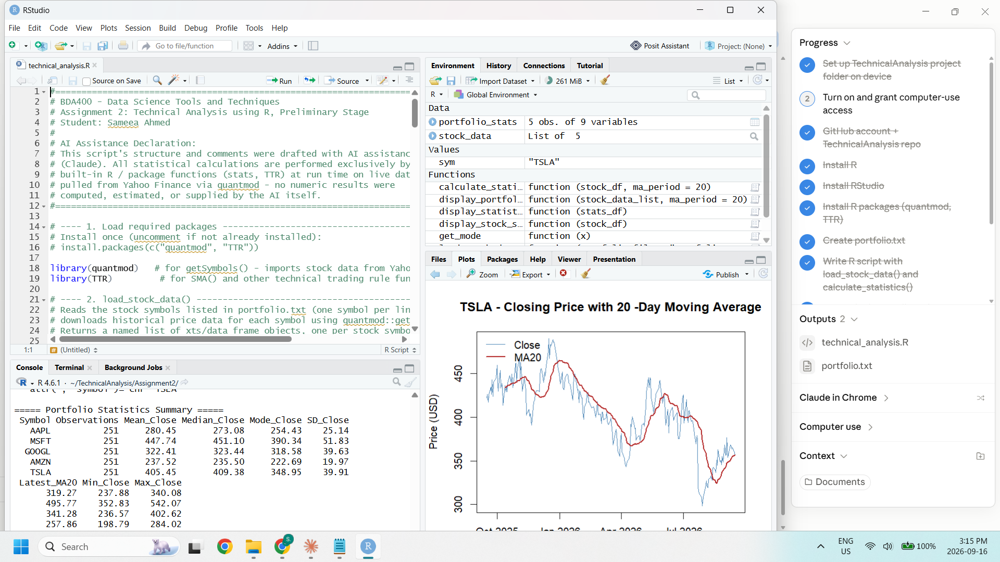 RStudio
File Edit Code View Plots Session Build Debug Profile Tools Help
Go to file/function
Addins
Posit Assistant
Project: (None)
technical_analysis.R
Source on Save
Run
Source
1 #==============================================================================
2 # BDA400 - Data Science Tools and Techniques
3 # Assignment 2: Technical Analysis using R, Preliminary Stage
4 # Student: Sameea Ahmed
5 #
6 # AI Assistance Declaration:
7 # This script's structure and comments were drafted with AI assistanc
8 # (Claude). All statistical calculations are performed exclusively by
9 # built-in R / package functions (stats, TTR) at run time on live dat
10 # pulled from Yahoo Finance via quantmod - no numeric results were
11 # computed, estimated, or supplied by the AI itself.
12 #==============================================================================
13
14 # ---- 1. Load required packages ------------------------------------
15 # Install once (uncomment if not already installed):
16 # install.packages(c("quantmod", "TTR"))
17
18 library(quantmod) # for getSymbols() - imports stock data from Yaho
19 library(TTR) # for SMA() and other technical trading rule fun
20
21 # ---- 2. load_stock_data() -----------------------------------------
22 # Reads the stock symbols listed in portfolio.txt (one symbol per lin
23 # downloads historical price data for each symbol using quantmod::get
24 # Returns a named list of xts/data frame objects, one per stock symbo
25
1:1 (Untitled) R Script
Console Terminal Background Jobs
R 4.6.1 · ~/TechnicalAnalysis/Assignment2/
attr(*, "symbol")= chr "TSLA"
===== Portfolio Statistics Summary =====
Symbol Observations Mean_Close Median_Close Mode_Close SD_Close
AAPL 251 280.45 273.08 254.43 25.14
MSFT 251 447.74 451.10 390.34 51.83
GOOGL 251 322.41 323.44 318.58 39.63
AMZN 251 237.52 235.50 222.69 19.97
TSLA 251 405.45 409.38 348.95 39.91
Latest_MA20 Min_Close Max_Close
319.27 237.88 340.08
495.77 352.83 542.07
341.28 236.57 402.62
257.86 198.79 284.02
Environment History Connections Tutorial
Import Dataset
261 MiB
List
R Global Environment
Data
portfolio_stats 5 obs. of 9 variables
stock_data List of 5
Values
sym "TSLA"
Functions
calculate_stati… function (stock_df, ma_period = 20)
display_portfol… function (stock_data_list, ma_period = 20)
display_statist… function (stats_df)
display_stock_s… function (stock_df)
get_mode function (x)
Files Plots Packages Help Viewer Presentation
Zoom Export Publish
TSLA - Closing Price with 20 -Day Moving Average
Close
MA20
Price (USD)
450
400
350
300
Oct 2025 Jan 2026 Apr 2026 Jul 2026
Progress
Set up TechnicalAnalysis project
folder on device
2 Turn on and grant computer-use
access
GitHub account +
TechnicalAnalysis repo
Install R
Install RStudio
Install R packages (quantmod,
TTR)
Create portfolio.txt
Write R script with
load_stock_data() and
calculate_statistics()
Outputs 2
technical_analysis.R
portfolio.txt
Claude in Chrome
Computer use
Context
Documents
Search
S.
ENG
US
100%
3:15 PM
2026-09-16